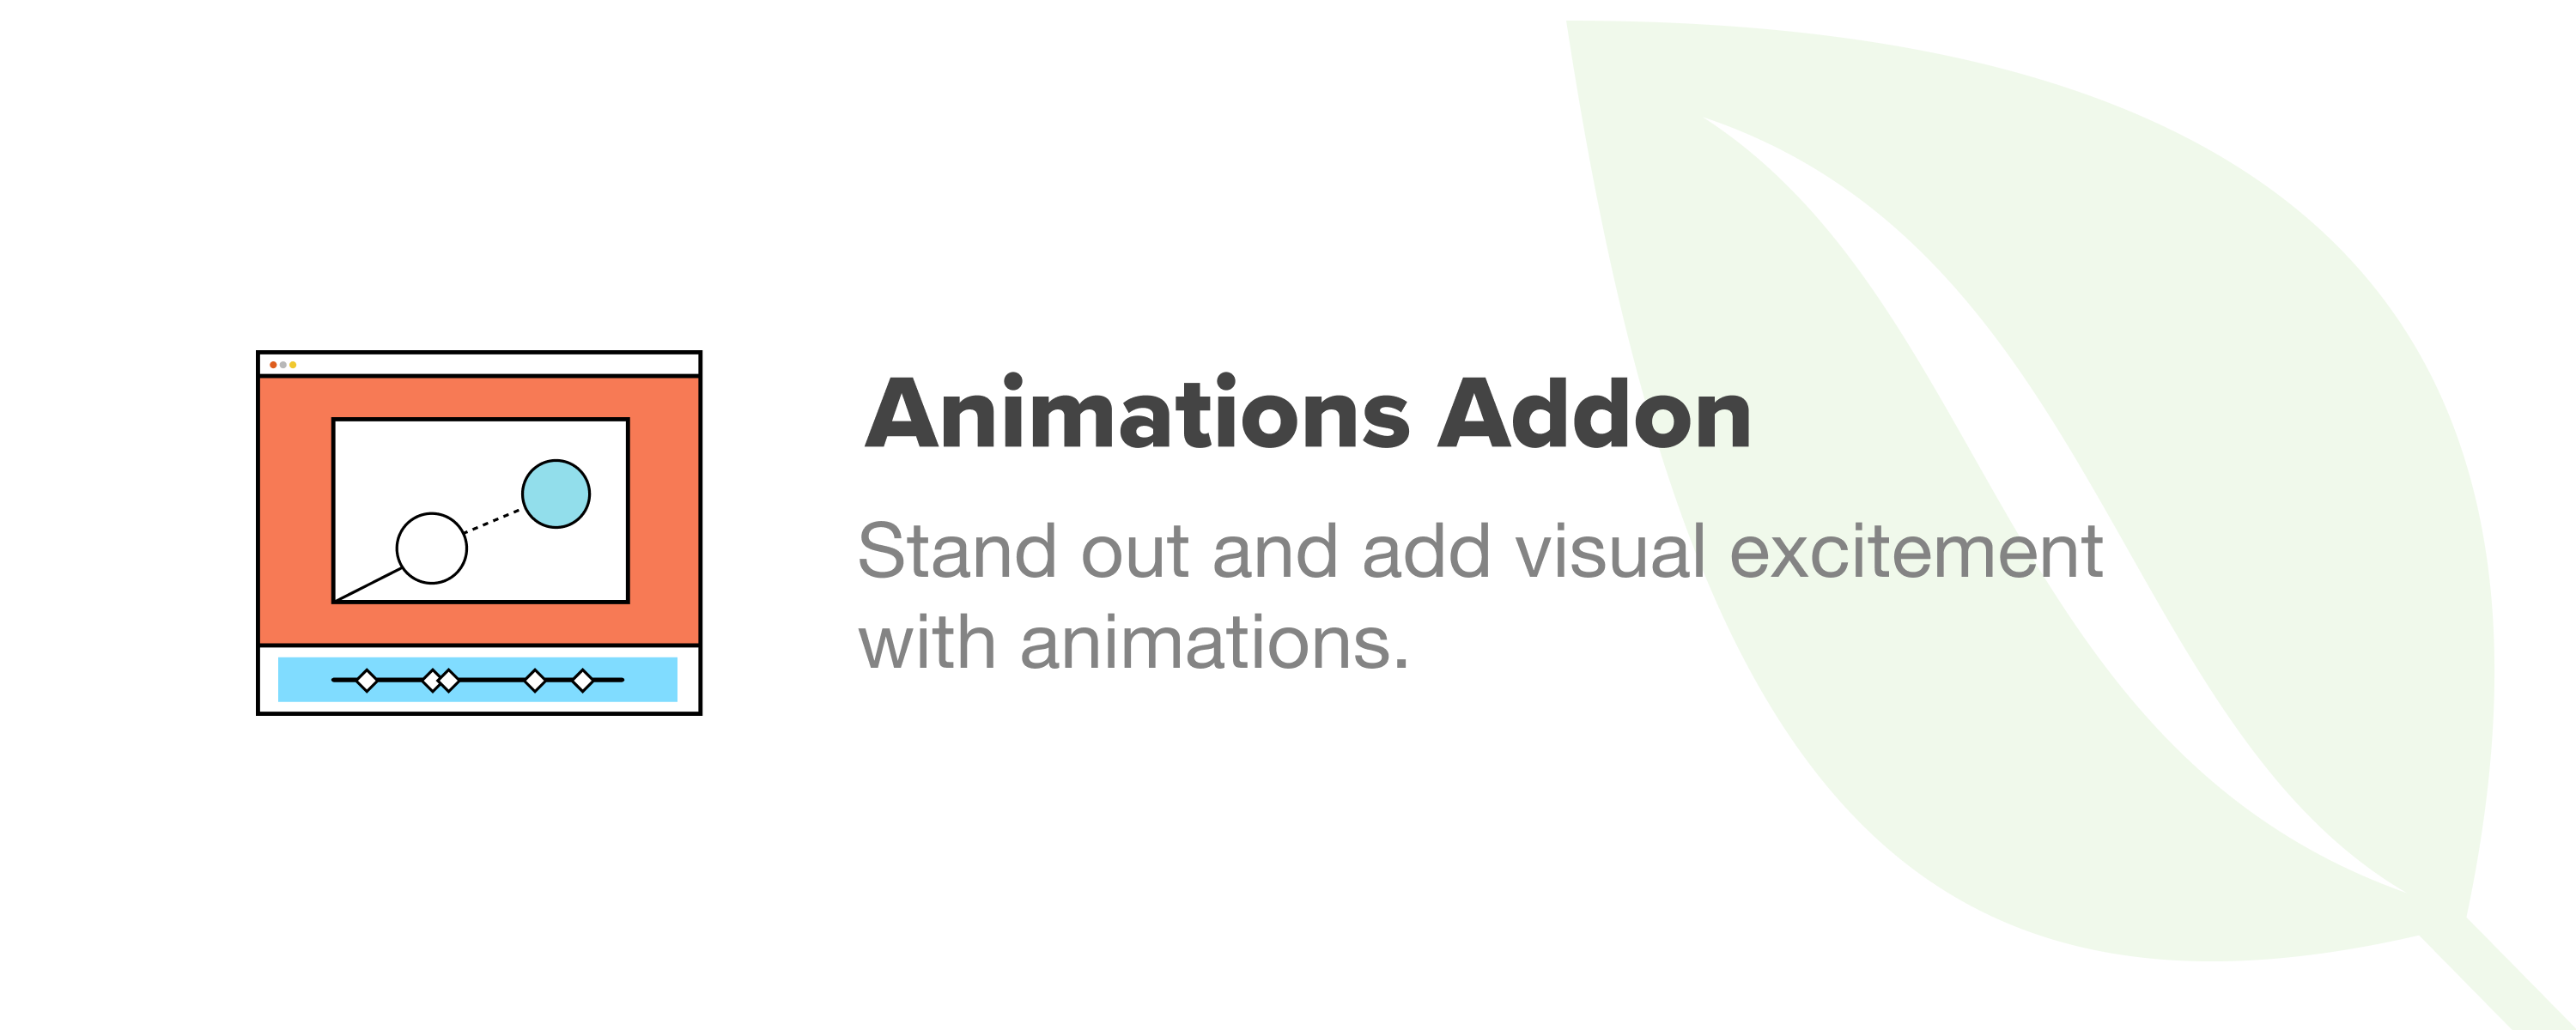 Animations Addon
Stand out and add visual excitement
with animations.